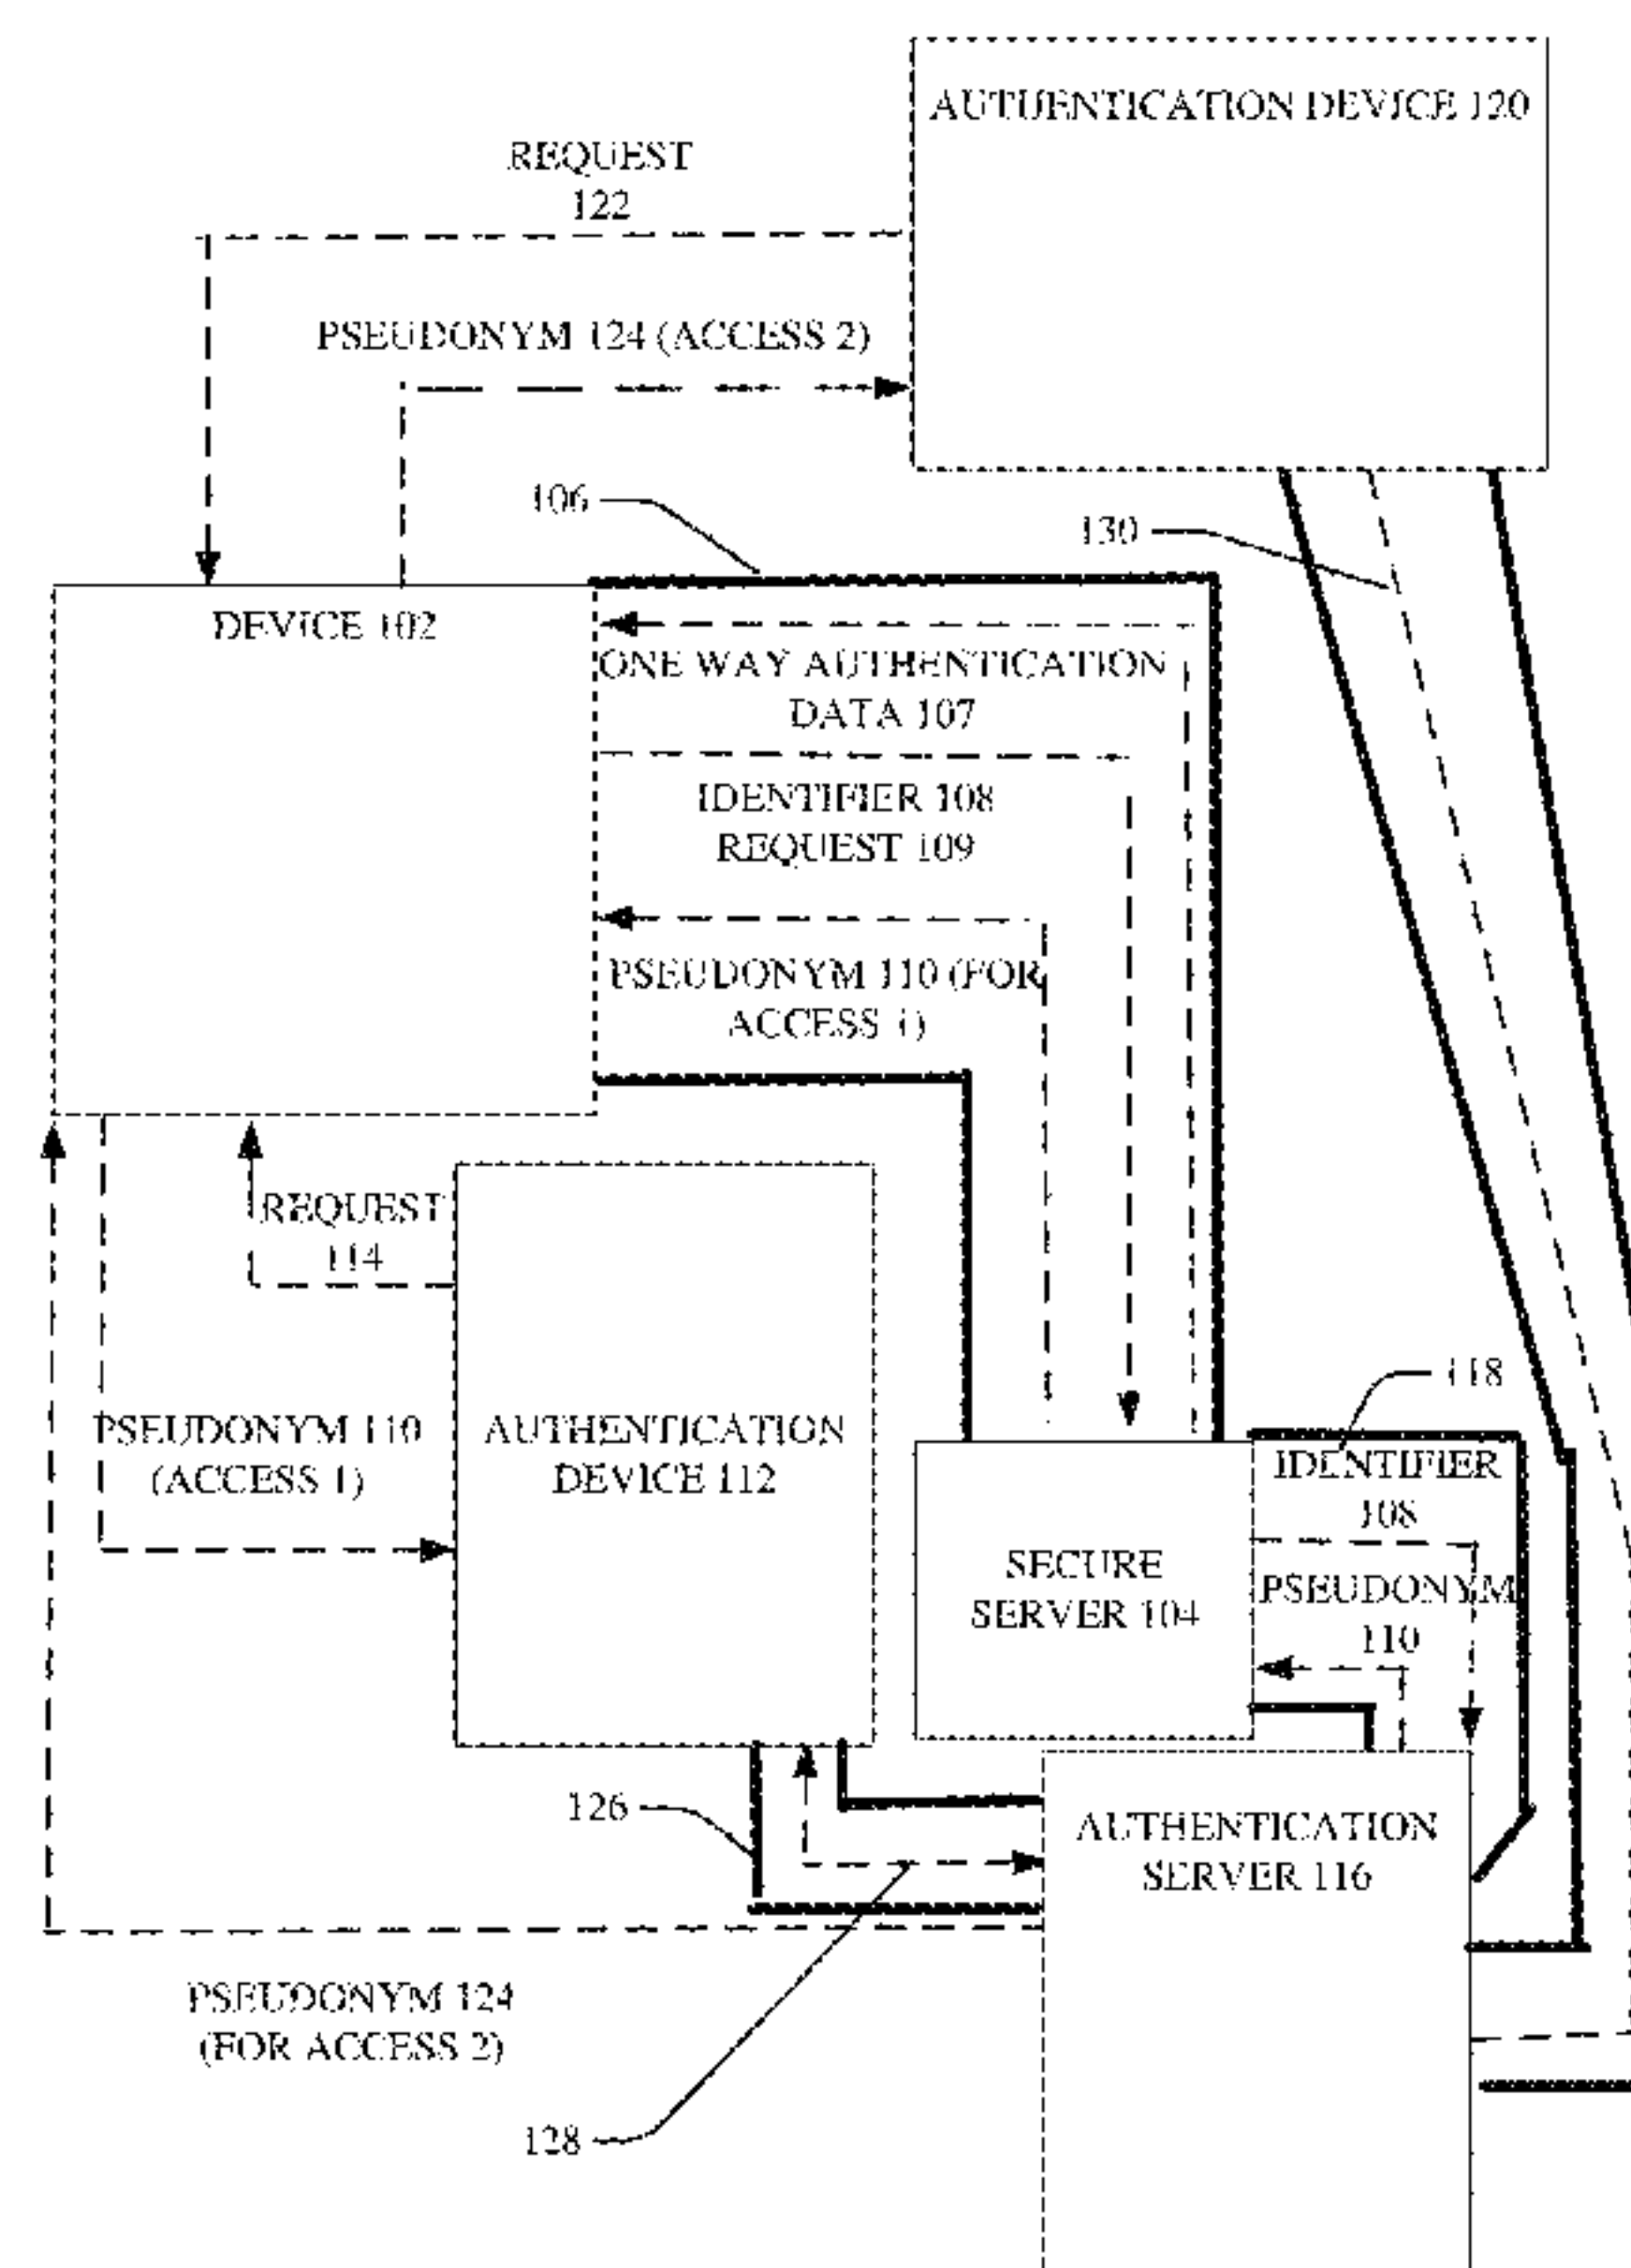 AUTUENTICATION DEVICE 120
REQUEST
122
PSEUDONYM 124 (ACCESS 2)
106
130
DEVICE 102
ONE WAY AUTHENTICATION
DATA 107
IDENTIFIER 108
REQUEST 109
PSEUDONYM 110 (FOR
ACCESS 1)
REQUEST
114
118
PSEUDONYM 110
(ACCESS 1)
AUTHENTICATION
DEVICE 112
IDENTIFIER
108
SECURE
SERVER 104
PSEUDONYM
110
126
AUTHENTICATION
SERVER 116
PSEUDONYM 124
(FOR ACCESS 2)
128